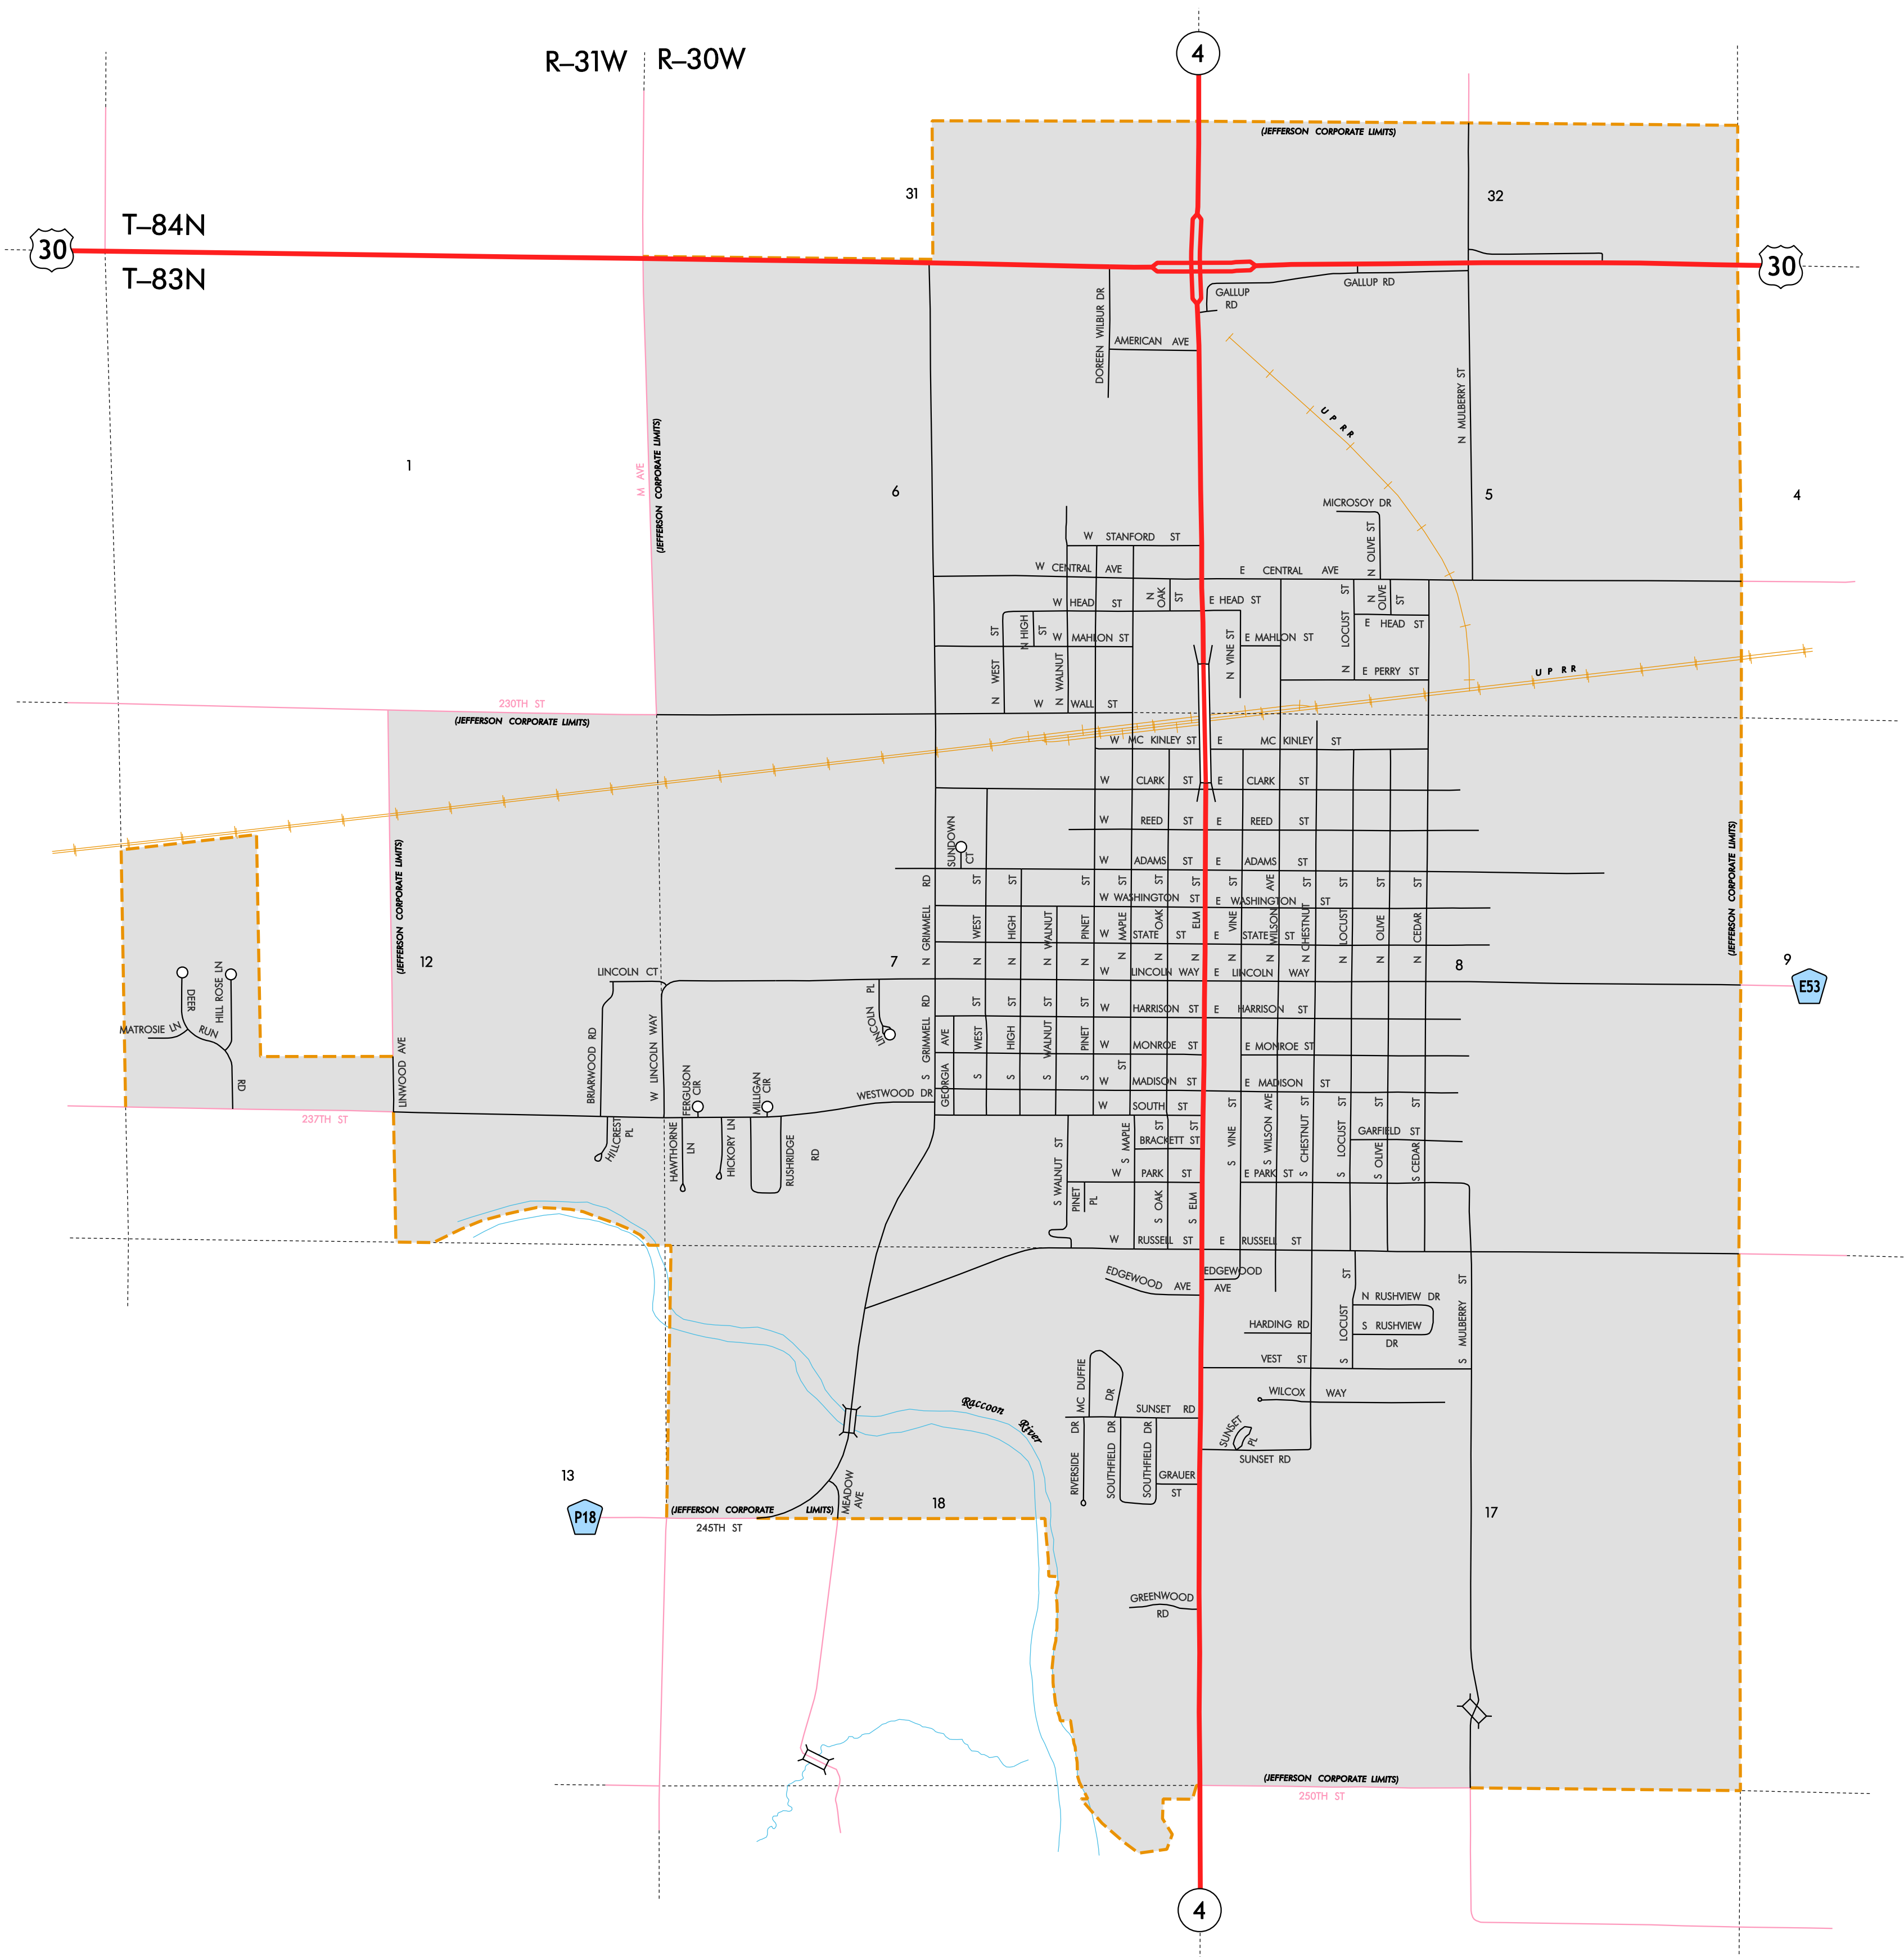 R–31W
R–30W
4
(JEFFERSON CORPORATE LIMITS)
31
32
T–84N
30
30
T–83N
GALLUP
RD
GALLUP RD
DOREEN WILBUR DR
AMERICAN AVE
N MULBERRY ST
U P R R
1
M AVE
(JEFFERSON CORPORATE LIMITS)
6
5
4
MICROSOY DR
N OLIVE ST
W STANFORD ST
W CENTRAL AVE
E CENTRAL AVE
N OAK ST
W HEAD ST
E HEAD ST
N LOCUST ST
N OLIVE ST
E HEAD ST
N WEST ST
N HIGH ST
W MAHLON ST
N WALNUT
N VINE ST
E MAHLON ST
E PERRY ST
U P R R
230TH ST
W WALL ST
(JEFFERSON CORPORATE LIMITS)
W MC KINLEY ST
E MC KINLEY ST
W CLARK ST
E CLARK ST
W REED ST
E REED ST
SUNDOWN
CT
W ADAMS ST
E ADAMS ST
(JEFFERSON CORPORATE LIMITS)
(JEFFERSON CORPORATE LIMITS)
N GRIMMELL RD
N WEST ST
N HIGH ST
N WALNUT ST
N PINET ST
N MAPLE ST
N OAK ST
N ELM ST
N VINE ST
N WILSON AVE
N CHESTNUT ST
N LOCUST ST
N OLIVE ST
N CEDAR ST
W WASHINGTON ST
E WASHINGTON ST
W STATE ST
E STATE ST
12
7
8
9
E53
LINCOLN CT
W LINCOLN WAY
E LINCOLN WAY
DEER RUN RD
HILL ROSE LN
MATROSIE LN
LINWOOD AVE
BRIARWOOD RD
W LINCOLN WAY
LINCOLN PL
S GRIMMELL RD
GEORGIA AVE
S WEST ST
S HIGH ST
S WALNUT ST
S PINET ST
W HARRISON ST
E HARRISON ST
W MONROE ST
E MONROE ST
ST
W MADISON ST
E MADISON ST
FERGUSON
CIR
MILLIGAN
CIR
WESTWOOD DR
W SOUTH ST
237TH ST
HILLCREST
PL
HAWTHORNE
LN
HICKORY LN
RUSHRIDGE
RD
S WALNUT ST
S MAPLE
S OAK ST
S ELM ST
BRACKETT ST
S VINE ST
S WILSON AVE
S CHESTNUT ST
S LOCUST ST
S OLIVE ST
S CEDAR ST
GARFIELD ST
W PARK ST
E PARK ST
PINET
PL
W RUSSELL ST
E RUSSELL ST
EDGEWOOD AVE
EDGEWOOD
AVE
S LOCUST ST
N RUSHVIEW DR
S RUSHVIEW
DR
S MULBERRY ST
HARDING RD
VEST ST
WILCOX WAY
MC DUFFIE DR
SUNSET RD
SUNSET
PL
SUNSET RD
Raccoon River
RIVERSIDE DR
SOUTHFIELD DR
SOUTHFIELD DR
GRAUER
ST
13
P18
(JEFFERSON CORPORATE LIMITS)
245TH ST
MEADOW
AVE
18
17
GREENWOOD
RD
(JEFFERSON CORPORATE LIMITS)
250TH ST
4